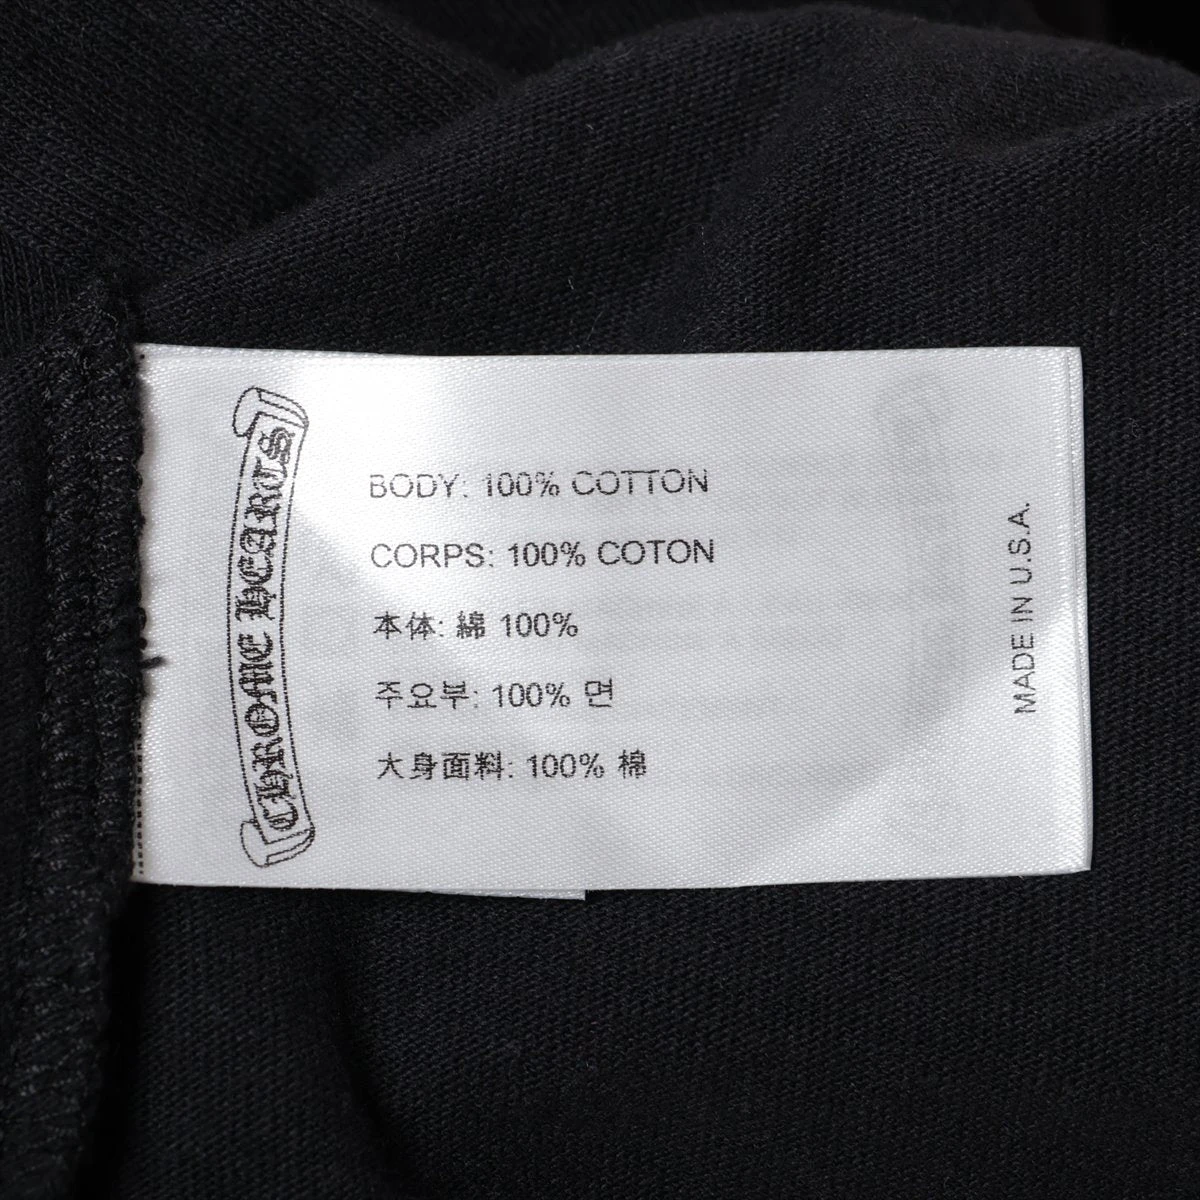 CHROME HEARTS
BODY: 100% COTTON
CORPS: 100% COTON
本体: 綿 100%
주요부: 100% 면
大身面料: 100% 棉
MADE IN U.S.A.